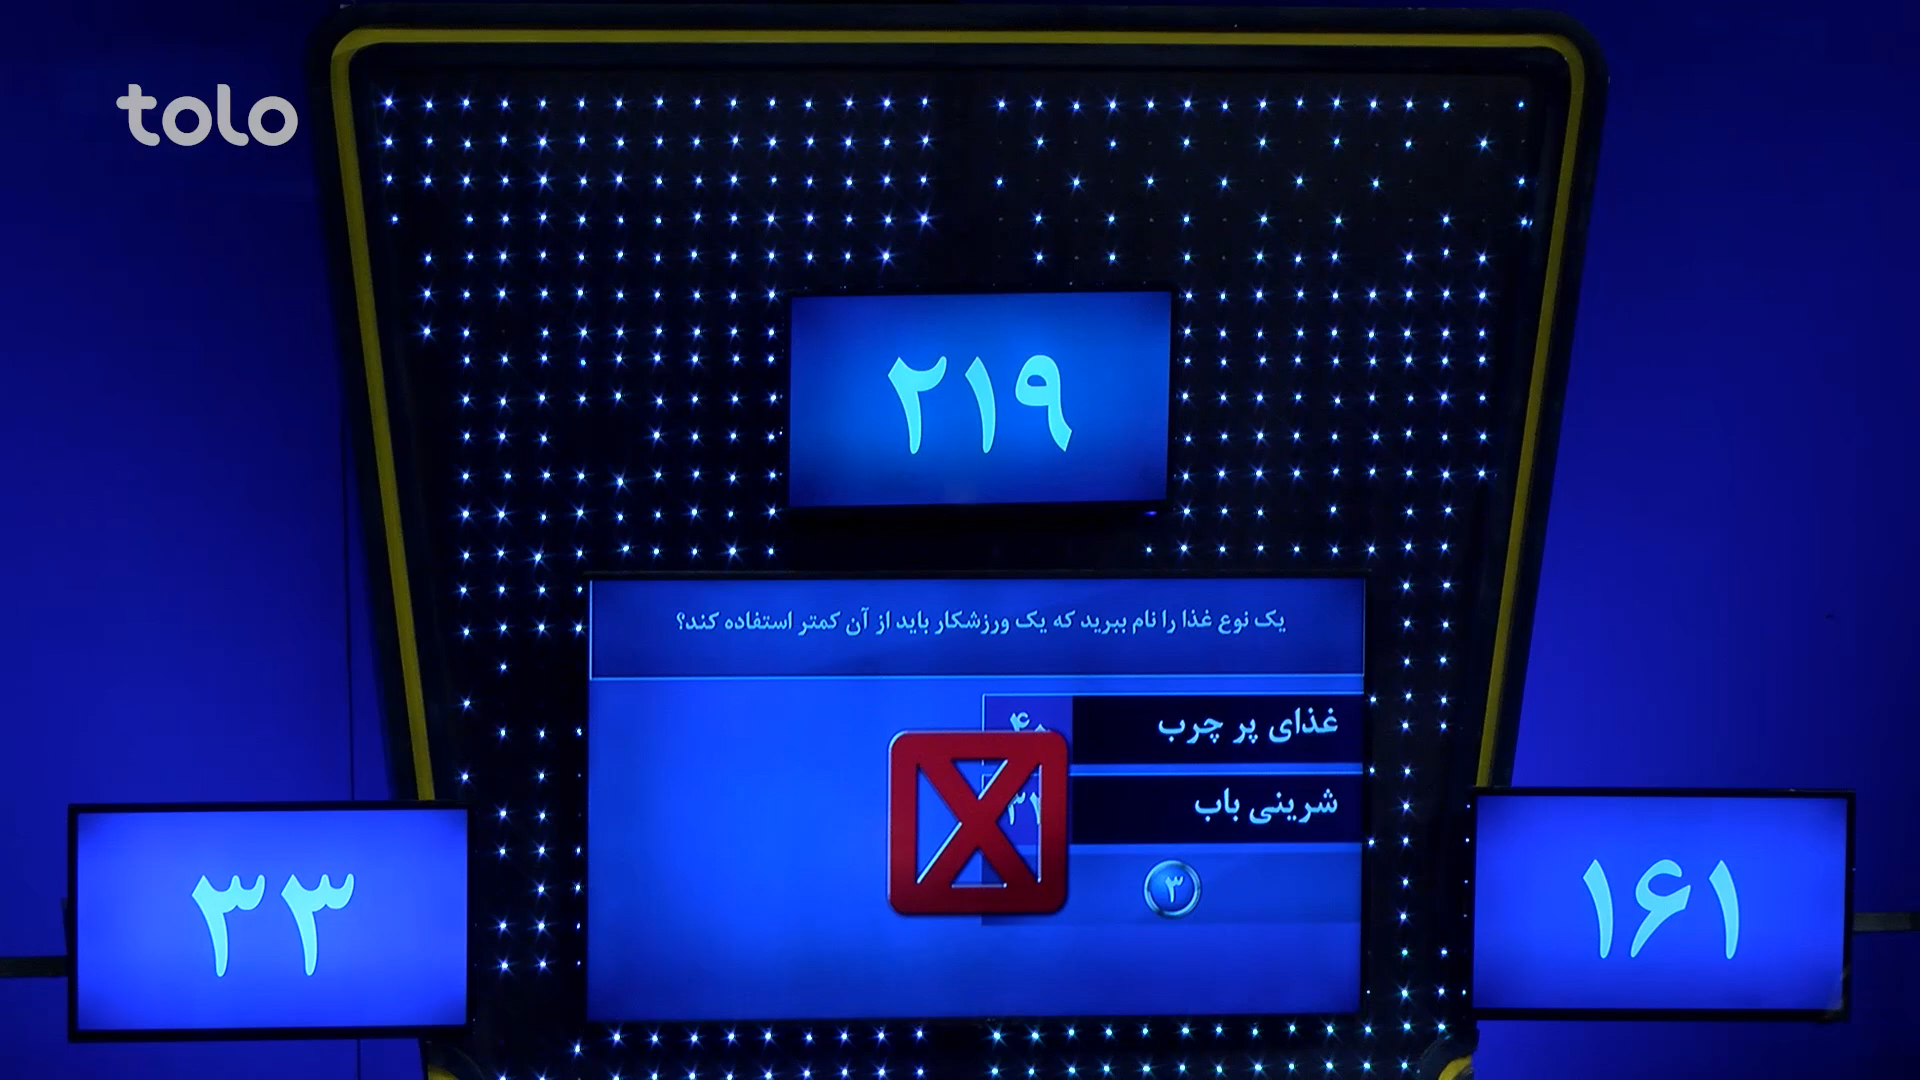 tolo
۲۱۹
یک نوع غذا را نام ببرید که یک ورزشکار باید از آن کمتر استفاده کند؟
غذای پر چرب ۴۰
شرینی باب
۳
۳۳
۱۶۱